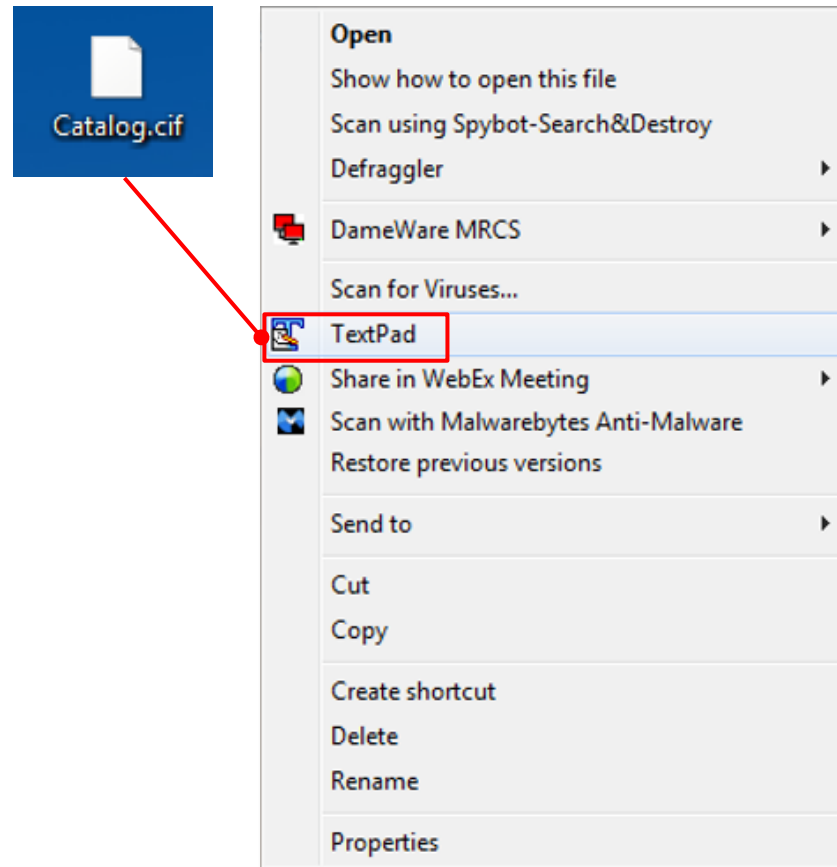 Catalog.cif
Open
Show how to open this file
Scan using Spybot-Search&Destroy
Defraggler
DameWare MRCS
Scan for Viruses...
TextPad
Share in WebEx Meeting
Scan with Malwarebytes Anti-Malware
Restore previous versions
Send to
Cut
Copy
Create shortcut
Delete
Rename
Properties